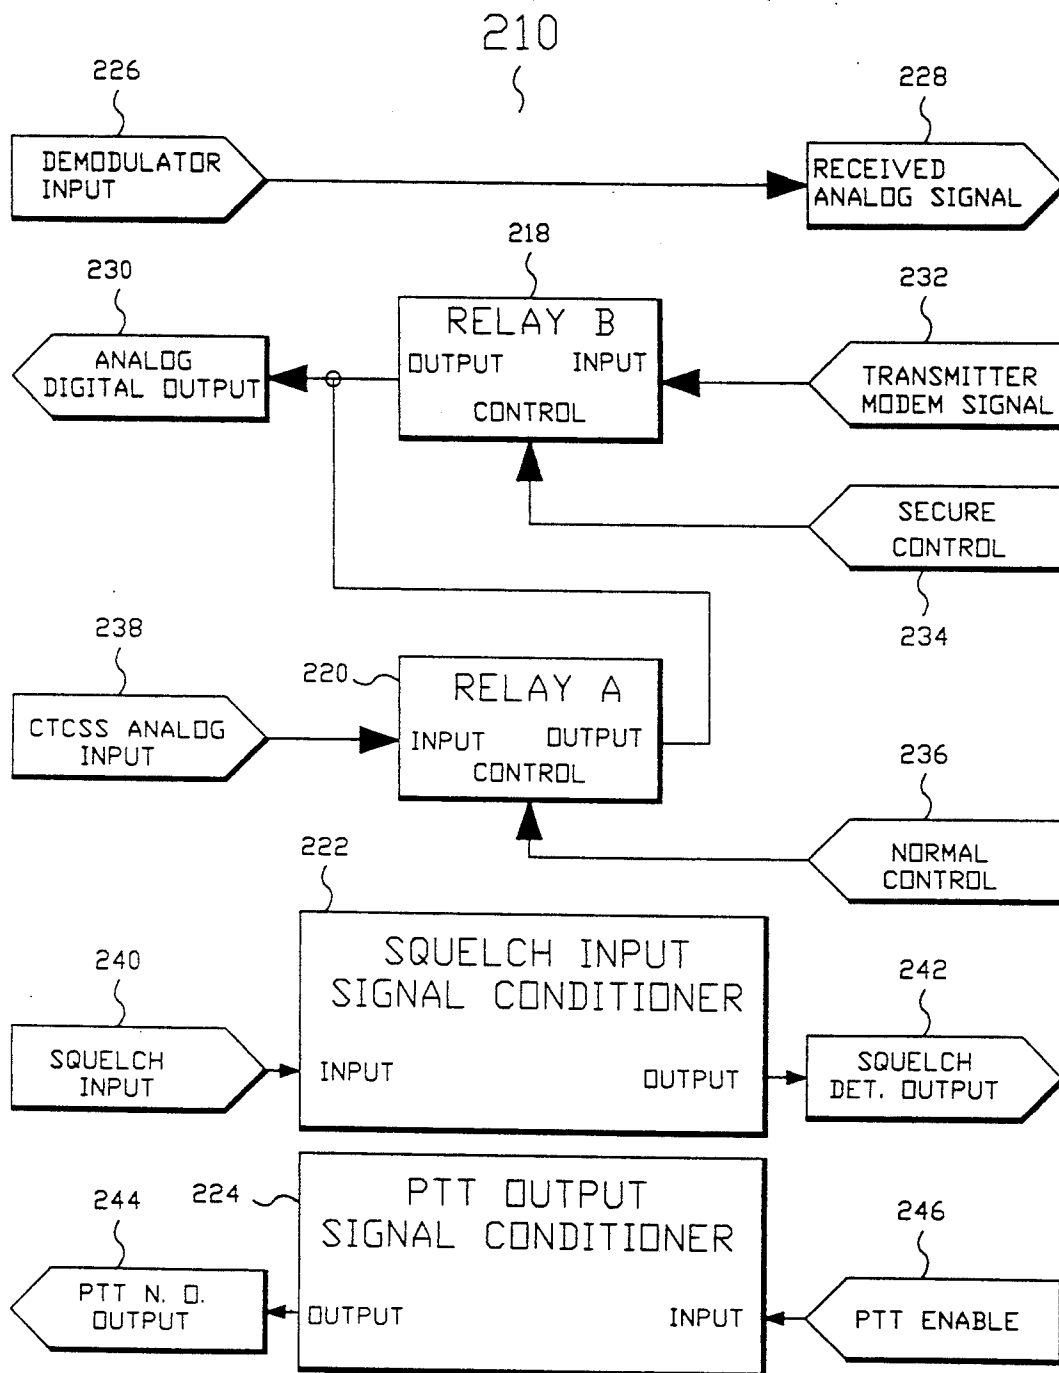 210
226
228
DEMODULATOR
INPUT
RECEIVED
ANALOG SIGNAL
218
230
232
RELAY B
OUTPUT INPUT
CONTROL
ANALOG
DIGITAL OUTPUT
TRANSMITTER
MODEM SIGNAL
SECURE
CONTROL
234
238
220
RELAY A
INPUT OUTPUT
CONTROL
CTCSS ANALOG
INPUT
236
NORMAL
CONTROL
222
SQUELCH INPUT
SIGNAL CONDITIONER
INPUT OUTPUT
240
SQUELCH
INPUT
242
SQUELCH
DET. OUTPUT
224
PTT OUTPUT
SIGNAL CONDITIONER
OUTPUT INPUT
244
PTT N. O.
OUTPUT
246
PTT ENABLE